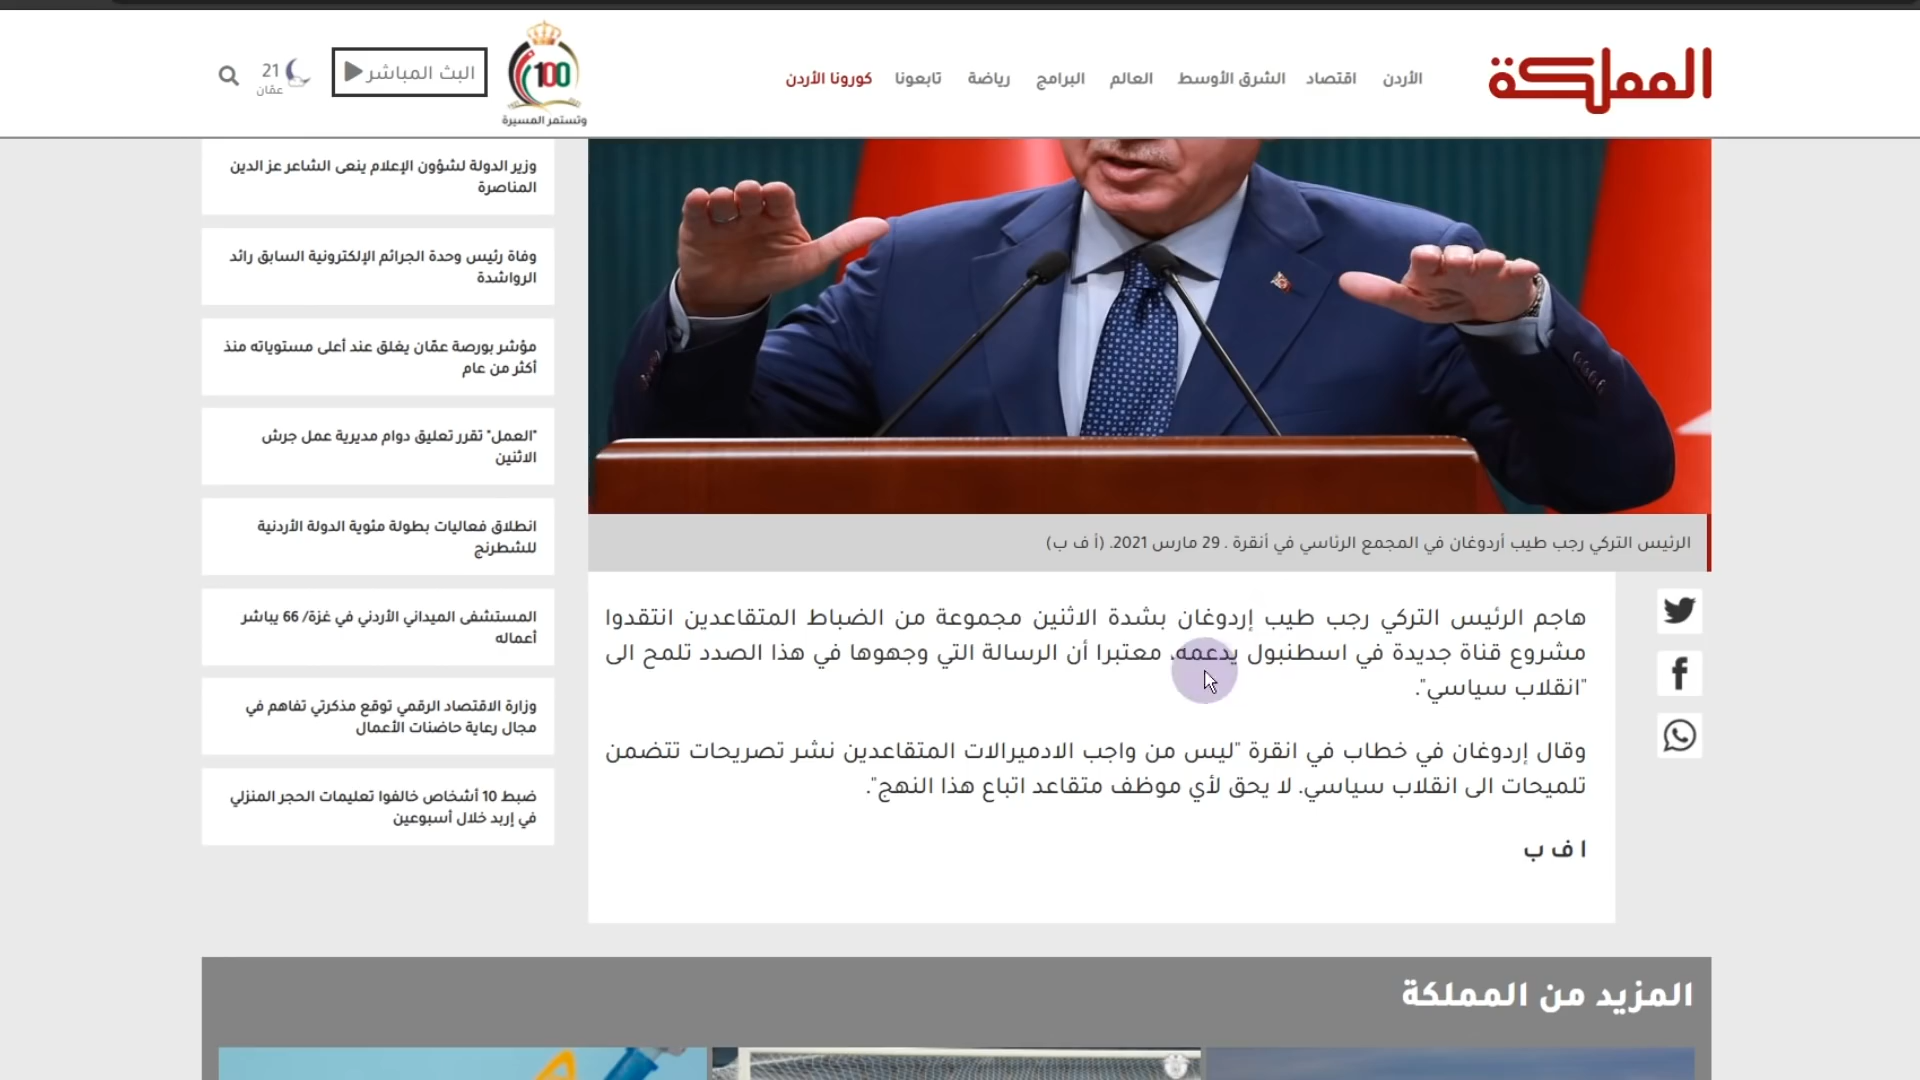 المملكة
الأردن
اقتصاد
الشرق الأوسط
العالم
البرامج
رياضة
تابعونا
كورونا الأردن
100
وتستمر المسيرة
البث المباشر
21
عمّان
الرئيس التركي رجب طيب أردوغان في المجمع الرئاسي في أنقرة . 29 مارس 2021. (أ ف ب)
هاجم الرئيس التركي رجب طيب إردوغان بشدة الاثنين مجموعة من الضباط المتقاعدين انتقدوا
مشروع قناة جديدة في اسطنبول يدعمه، معتبرا أن الرسالة التي وجهوها في هذا الصدد تلمح الى
"انقلاب سياسي".
وقال إردوغان في خطاب في انقرة "ليس من واجب الادميرالات المتقاعدين نشر تصريحات تتضمن
تلميحات الى انقلاب سياسي. لا يحق لأي موظف متقاعد اتباع هذا النهج".
ا ف ب
وزير الدولة لشؤون الإعلام ينعى الشاعر عز الدين
المناصرة
وفاة رئيس وحدة الجرائم الإلكترونية السابق رائد
الرواشدة
مؤشر بورصة عمّان يغلق عند أعلى مستوياته منذ
أكثر من عام
"العمل" تقرر تعليق دوام مديرية عمل جرش
الاثنين
انطلاق فعاليات بطولة مئوية الدولة الأردنية
للشطرنج
المستشفى الميداني الأردني في غزة/ 66 يباشر
أعماله
وزارة الاقتصاد الرقمي توقع مذكرتي تفاهم في
مجال رعاية حاضنات الأعمال
ضبط 10 أشخاص خالفوا تعليمات الحجر المنزلي
في إربد خلال أسبوعين
المزيد من المملكة